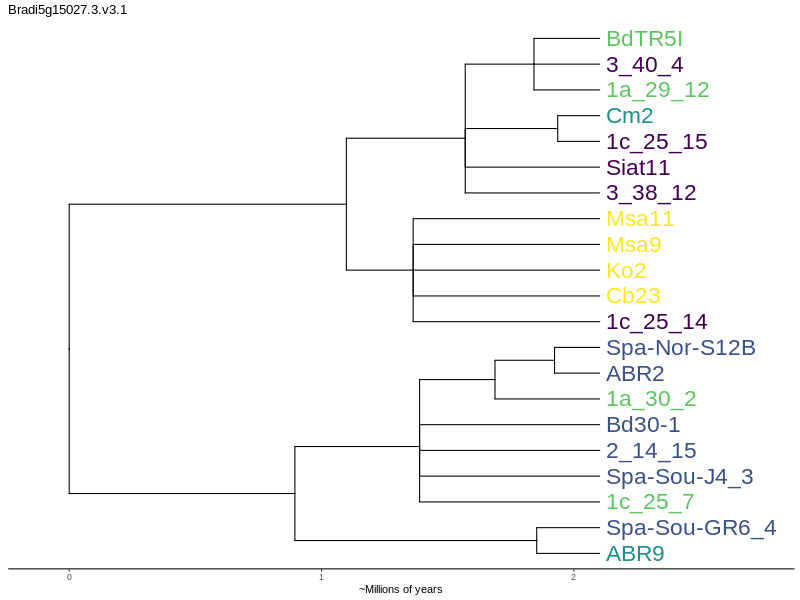 Bradi5g15027.3.v3.1
BdTR5I
3_40_4
1a_29_12
Cm2
1c_25_15
Siat11
3_38_12
Msa11
Msa9
Ko2
Cb23
1c_25_14
Spa-Nor-S12B
ABR2
1a_30_2
Bd30-1
2_14_15
Spa-Sou-J4_3
1c_25_7
Spa-Sou-GR6_4
ABR9
0 1 2
~Millions of years